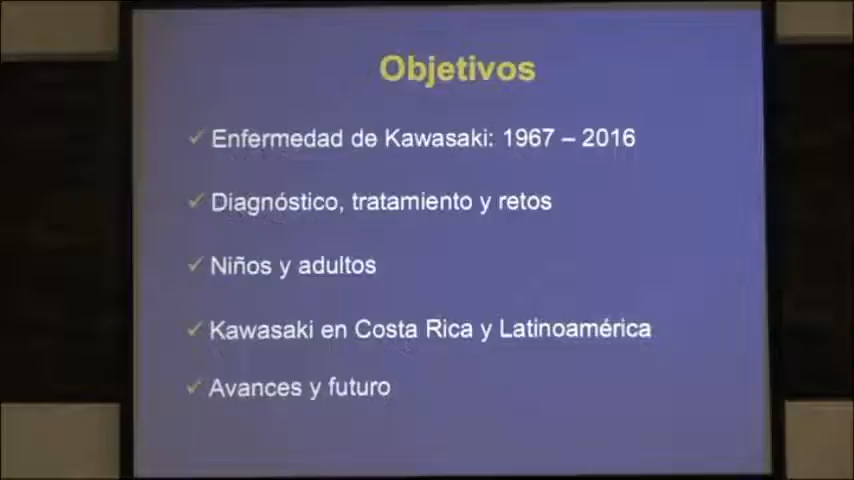 Objetivos
✓ Enfermedad de Kawasaki: 1967 – 2016
✓ Diagnóstico, tratamiento y retos
✓ Niños y adultos
✓ Kawasaki en Costa Rica y Latinoamérica
✓ Avances y futuro